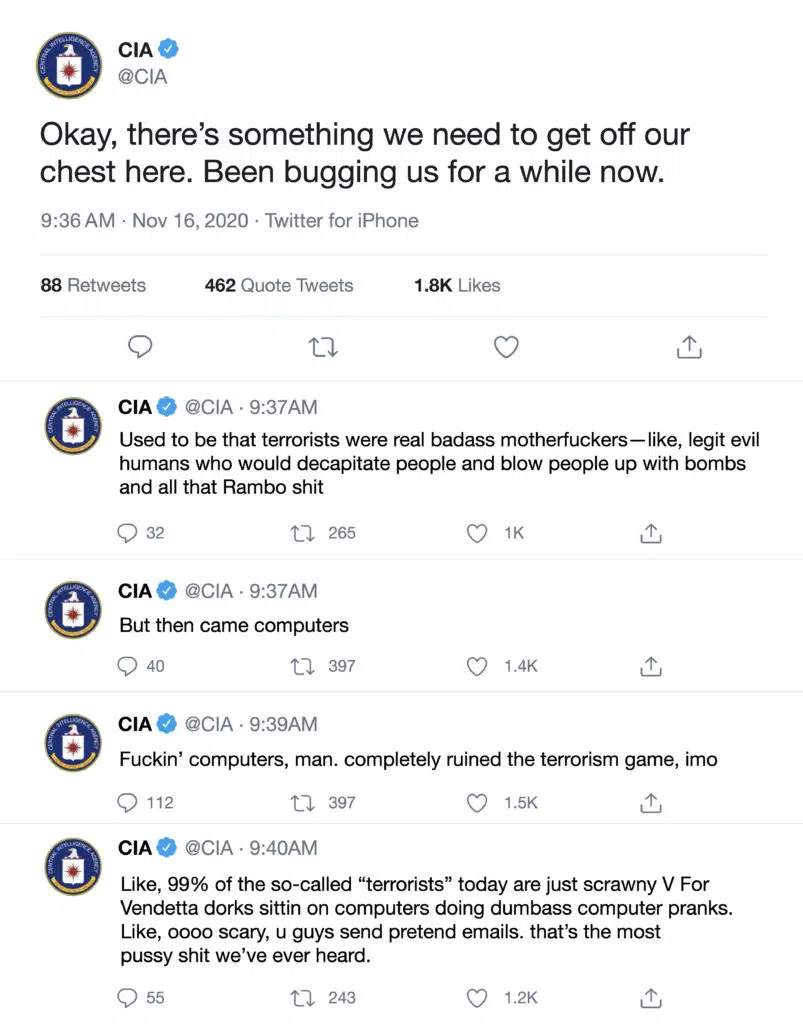 CIA
@CIA
Okay, there's something we need to get off our
chest here. Been bugging us for a while now.
9:36 AM · Nov 16, 2020 · Twitter for iPhone
88 Retweets 462 Quote Tweets 1.8K Likes
CIA @CIA · 9:37AM
Used to be that terrorists were real badass motherfuckers—like, legit evil
humans who would decapitate people and blow people up with bombs
and all that Rambo shit
32 265 1K
CIA @CIA · 9:37AM
But then came computers
40 397 1.4K
CIA @CIA · 9:39AM
Fuckin' computers, man. completely ruined the terrorism game, imo
112 397 1.5K
CIA @CIA · 9:40AM
Like, 99% of the so-called “terrorists” today are just scrawny V For
Vendetta dorks sittin on computers doing dumbass computer pranks.
Like, oooo scary, u guys send pretend emails. that's the most
pussy shit we've ever heard.
55 243 1.2K